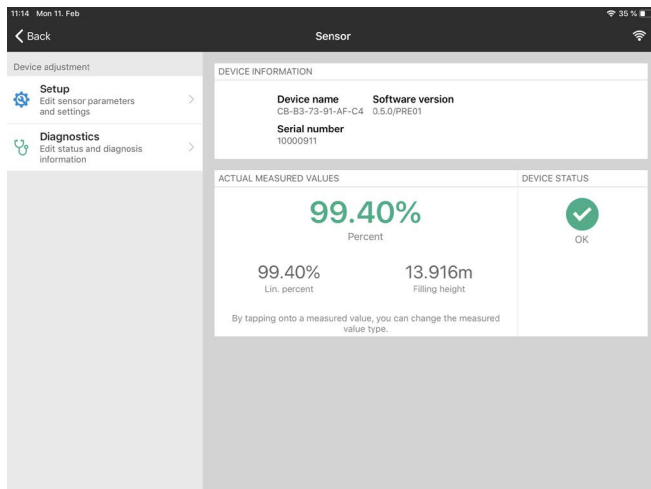 11:14 Mon 11. Feb
35 %
Back
Sensor
Device adjustment
Setup
Edit sensor parameters
and settings
Diagnostics
Edit status and diagnosis
information
DEVICE INFORMATION
Device name
CB-B3-73-91-AF-C4
Software version
0.5.0/PRE01
Serial number
10000911
ACTUAL MEASURED VALUES
99.40%
Percent
99.40%
Lin. percent
13.916m
Filling height
By tapping onto a measured value, you can change the measured
value type.
DEVICE STATUS
OK